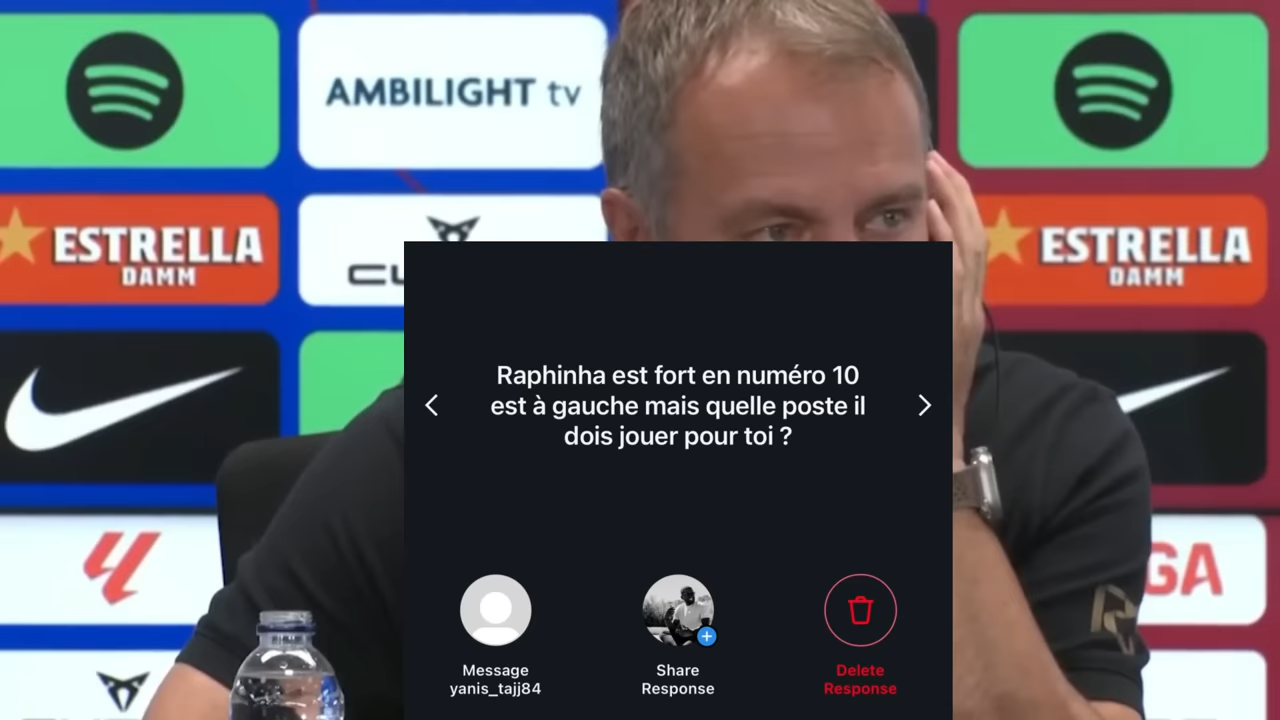 AMBILIGHT tv
ESTRELLA
DAMM
ESTRELLA
DAMM
Raphinha est fort en numéro 10
est à gauche mais quelle poste il
dois jouer pour toi ?
GA
Message
yanis_tajj84
Share
Response
Delete
Response